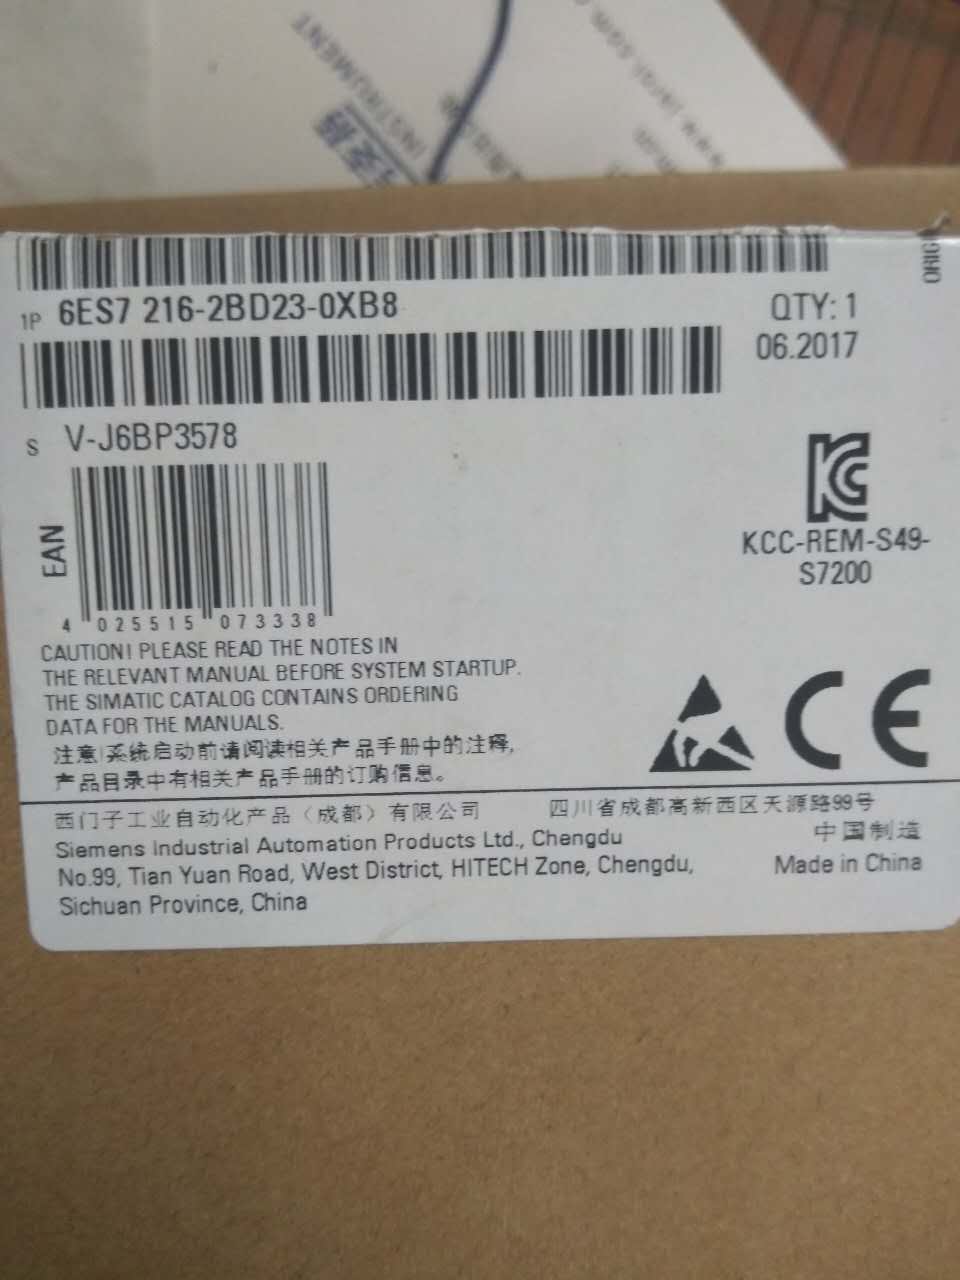 INSTRUMENT
ORIG
1P 6ES7 216-2BD23-0XB8
QTY: 1
06.2017
S V-J6BP3578
EAN
4 025515 073338
KCC-REM-S49-
S7200
CAUTION! PLEASE READ THE NOTES IN
THE RELEVANT MANUAL BEFORE SYSTEM STARTUP.
THE SIMATIC CATALOG CONTAINS ORDERING
DATA FOR THE MANUALS.
注意!系统启动前请阅读相关产品手册中的注释,
产品目录中有相关产品手册的订购信息。
CE
西门子工业自动化产品（成都）有限公司 四川省成都高新西区天源路99号
Siemens Industrial Automation Products Ltd., Chengdu
中国制造
No.99, Tian Yuan Road, West District, HITECH Zone, Chengdu,
Made in China
Sichuan Province, China